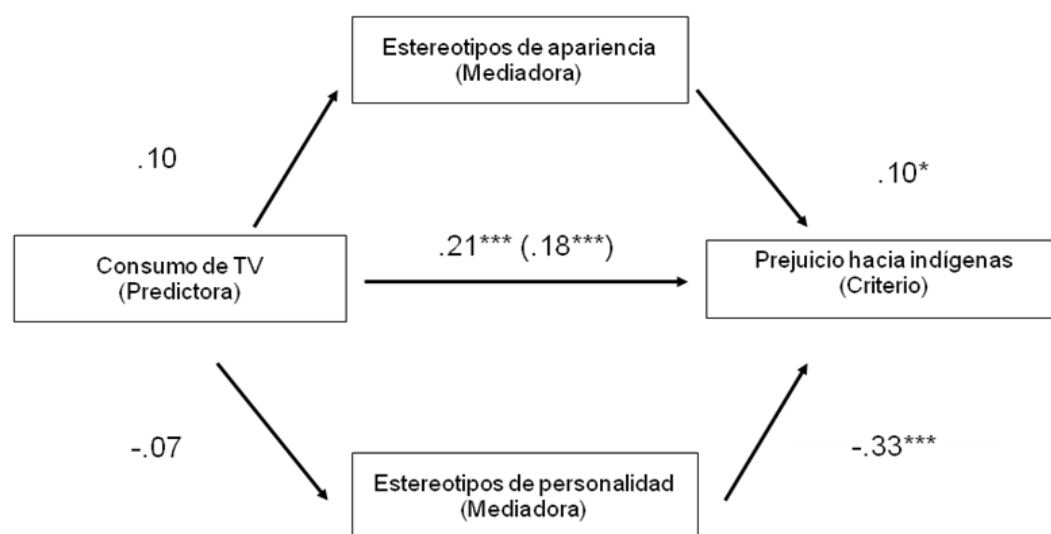 Estereotipos de apariencia
(Mediadora)
.10
.10*
.21*** (.18***)
Consumo de TV
(Predictora)
Prejuicio hacia indígenas
(Criterio)
-.07
-.33***
Estereotipos de personalidad
(Mediadora)